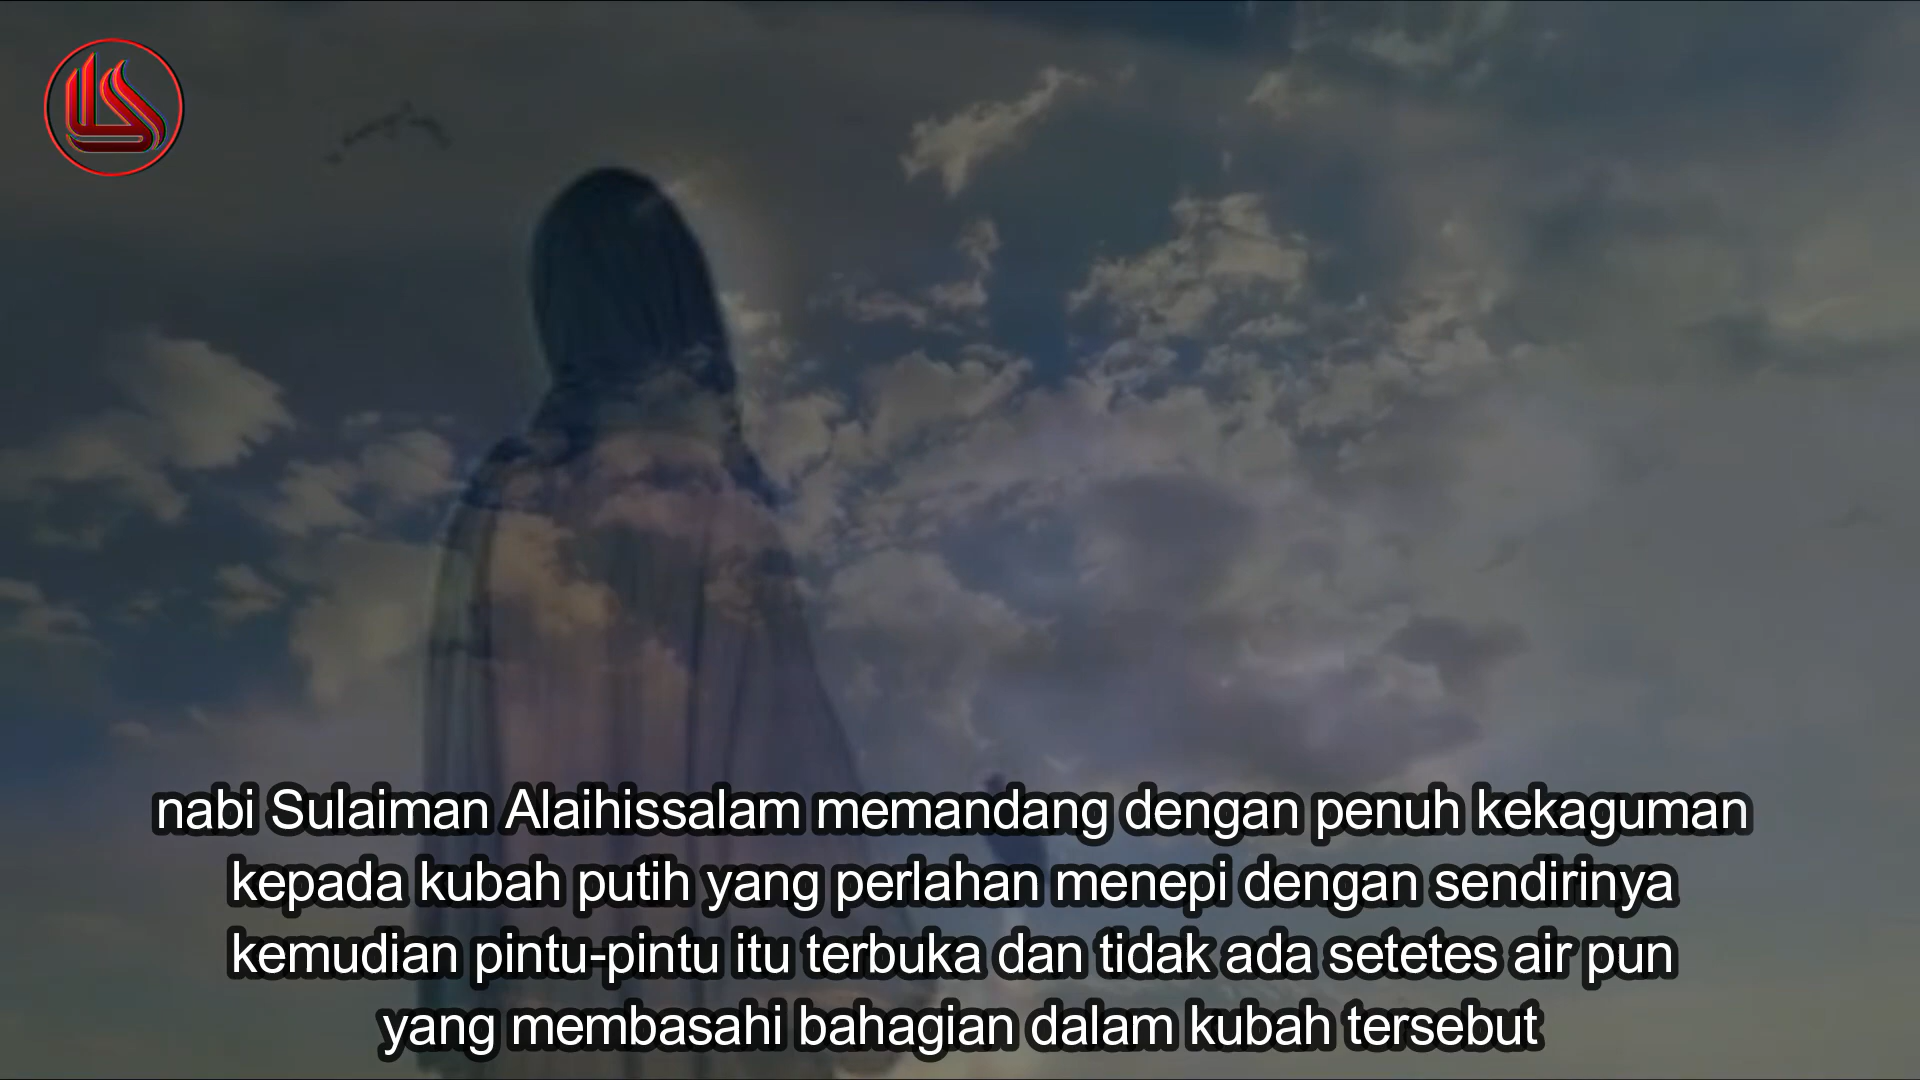 nabi Sulaiman Alaihissalam memandang dengan penuh kekaguman
kepada kubah putih yang perlahan menepi dengan sendirinya
kemudian pintu-pintu itu terbuka dan tidak ada setetes air pun
yang membasahi bahagian dalam kubah tersebut